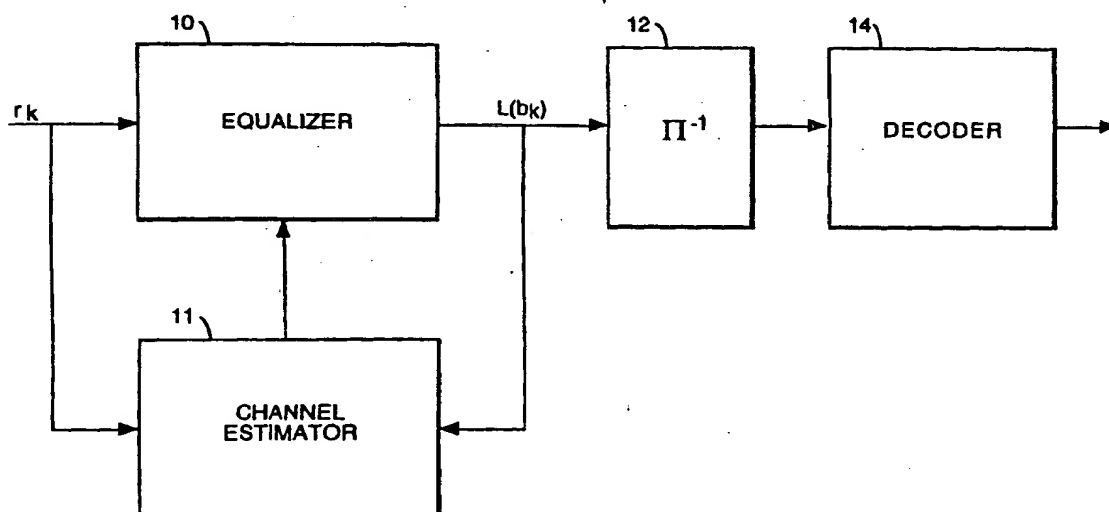 10
12
14
rk
EQUALIZER
L(bk)
Π-1
DECODER
11
CHANNEL
ESTIMATOR